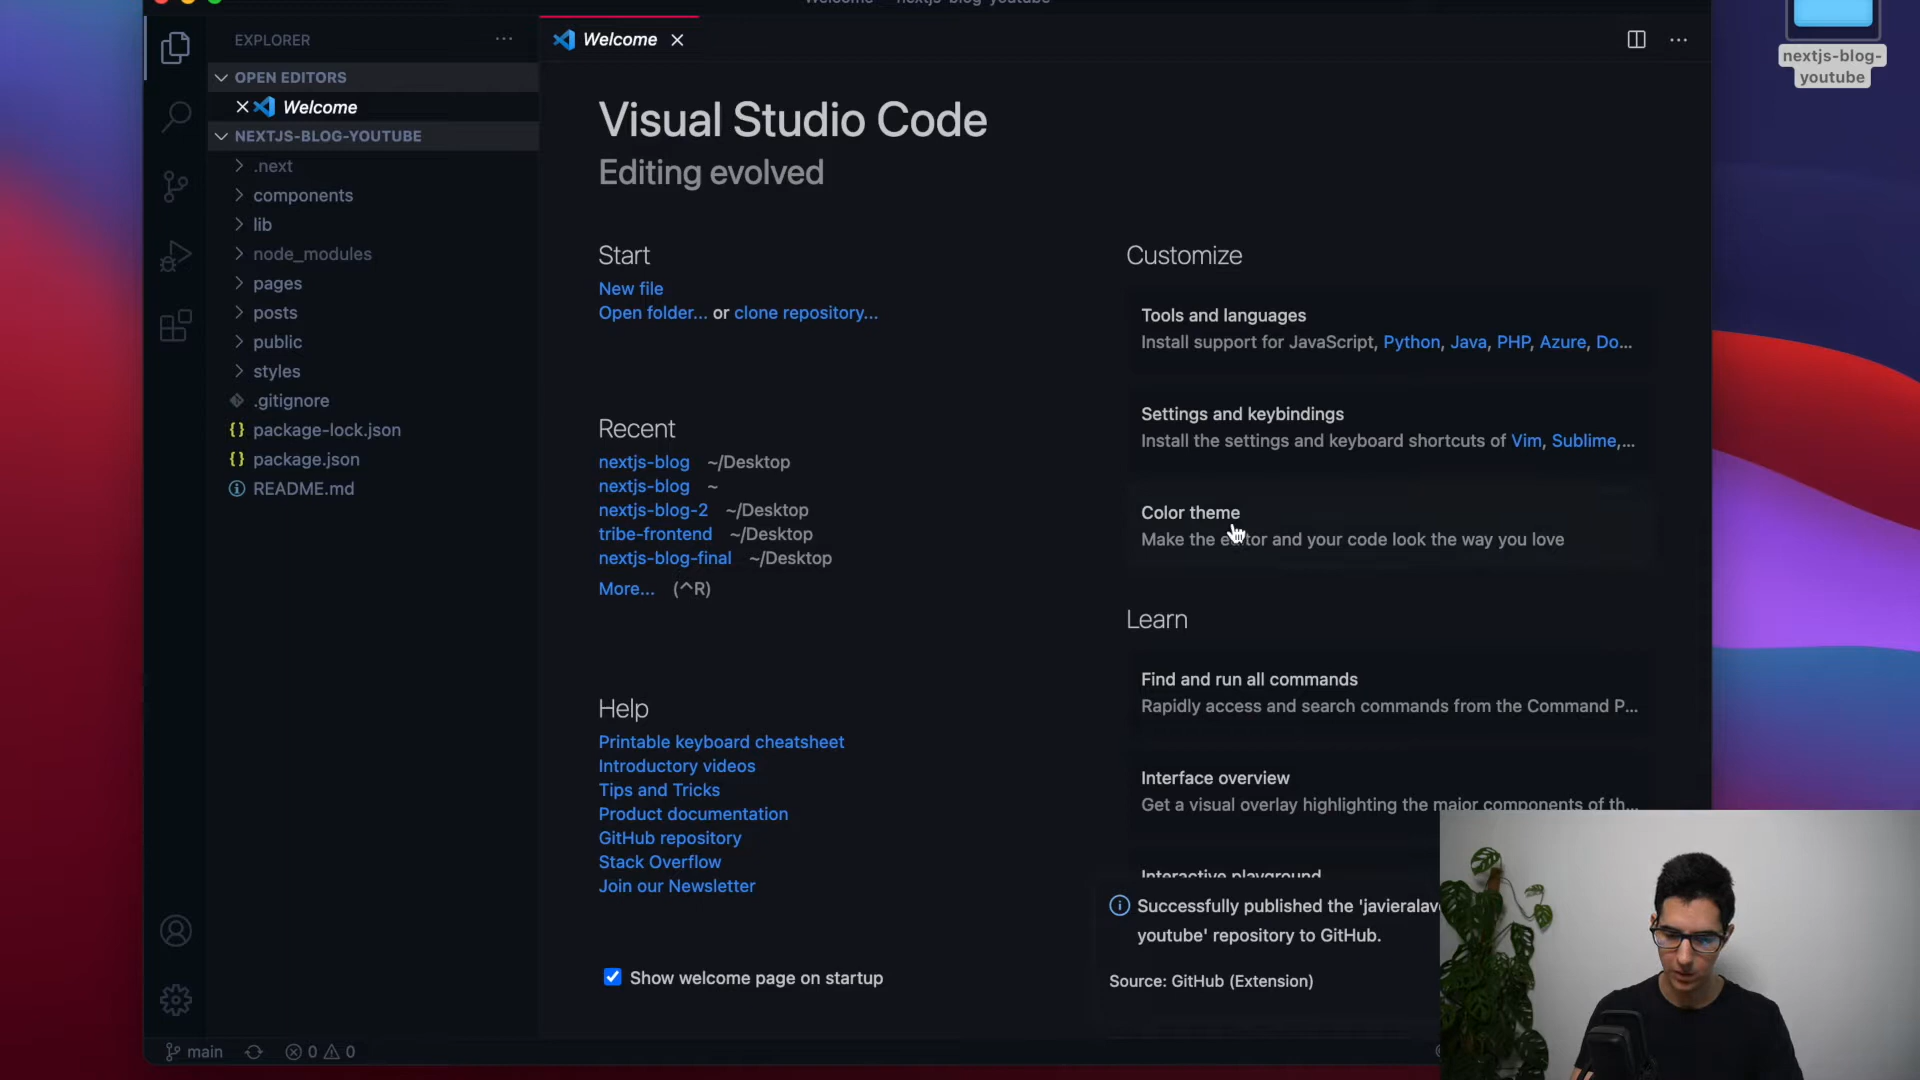 Welcome — nextjs-blog-youtube
nextjs-blog-
youtube
EXPLORER
Welcome
OPEN EDITORS
Welcome
NEXTJS-BLOG-YOUTUBE
.next
components
lib
node_modules
pages
posts
public
styles
.gitignore
package-lock.json
package.json
README.md
Visual Studio Code
Editing evolved
Start
New file
Open folder... or clone repository...
Recent
nextjs-blog ~/Desktop
nextjs-blog ~
nextjs-blog-2 ~/Desktop
tribe-frontend ~/Desktop
nextjs-blog-final ~/Desktop
More... (^R)
Help
Printable keyboard cheatsheet
Introductory videos
Tips and Tricks
Product documentation
GitHub repository
Stack Overflow
Join our Newsletter
Show welcome page on startup
Customize
Tools and languages
Install support for JavaScript, Python, Java, PHP, Azure, Do...
Settings and keybindings
Install the settings and keyboard shortcuts of Vim, Sublime,...
Color theme
Make the editor and your code look the way you love
Learn
Find and run all commands
Rapidly access and search commands from the Command P...
Interface overview
Get a visual overlay highlighting the major components of th...
Interactive playground
Successfully published the 'javieralave
youtube' repository to GitHub.
Source: GitHub (Extension)
main
0
0